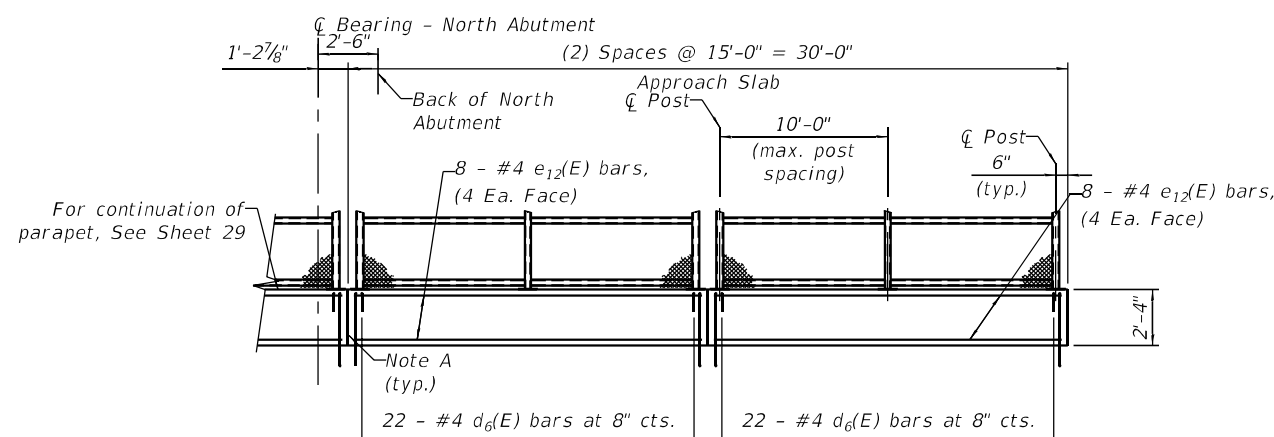 ℄ Bearing - North Abutment
1'-2⅞"
2'-6"
(2) Spaces @ 15'-0" = 30'-0"
Approach Slab
Back of North
Abutment
℄ Post
10'-0"
(max. post
spacing)
℄ Post
6"
(typ.)
8 - #4 e₁₂(E) bars,
(4 Ea. Face)
8 - #4 e₁₂(E) bars,
(4 Ea. Face)
For continuation of
parapet, See Sheet 29
2'-4"
Note A
(typ.)
22 - #4 d₆(E) bars at 8" cts.
22 - #4 d₆(E) bars at 8" cts.